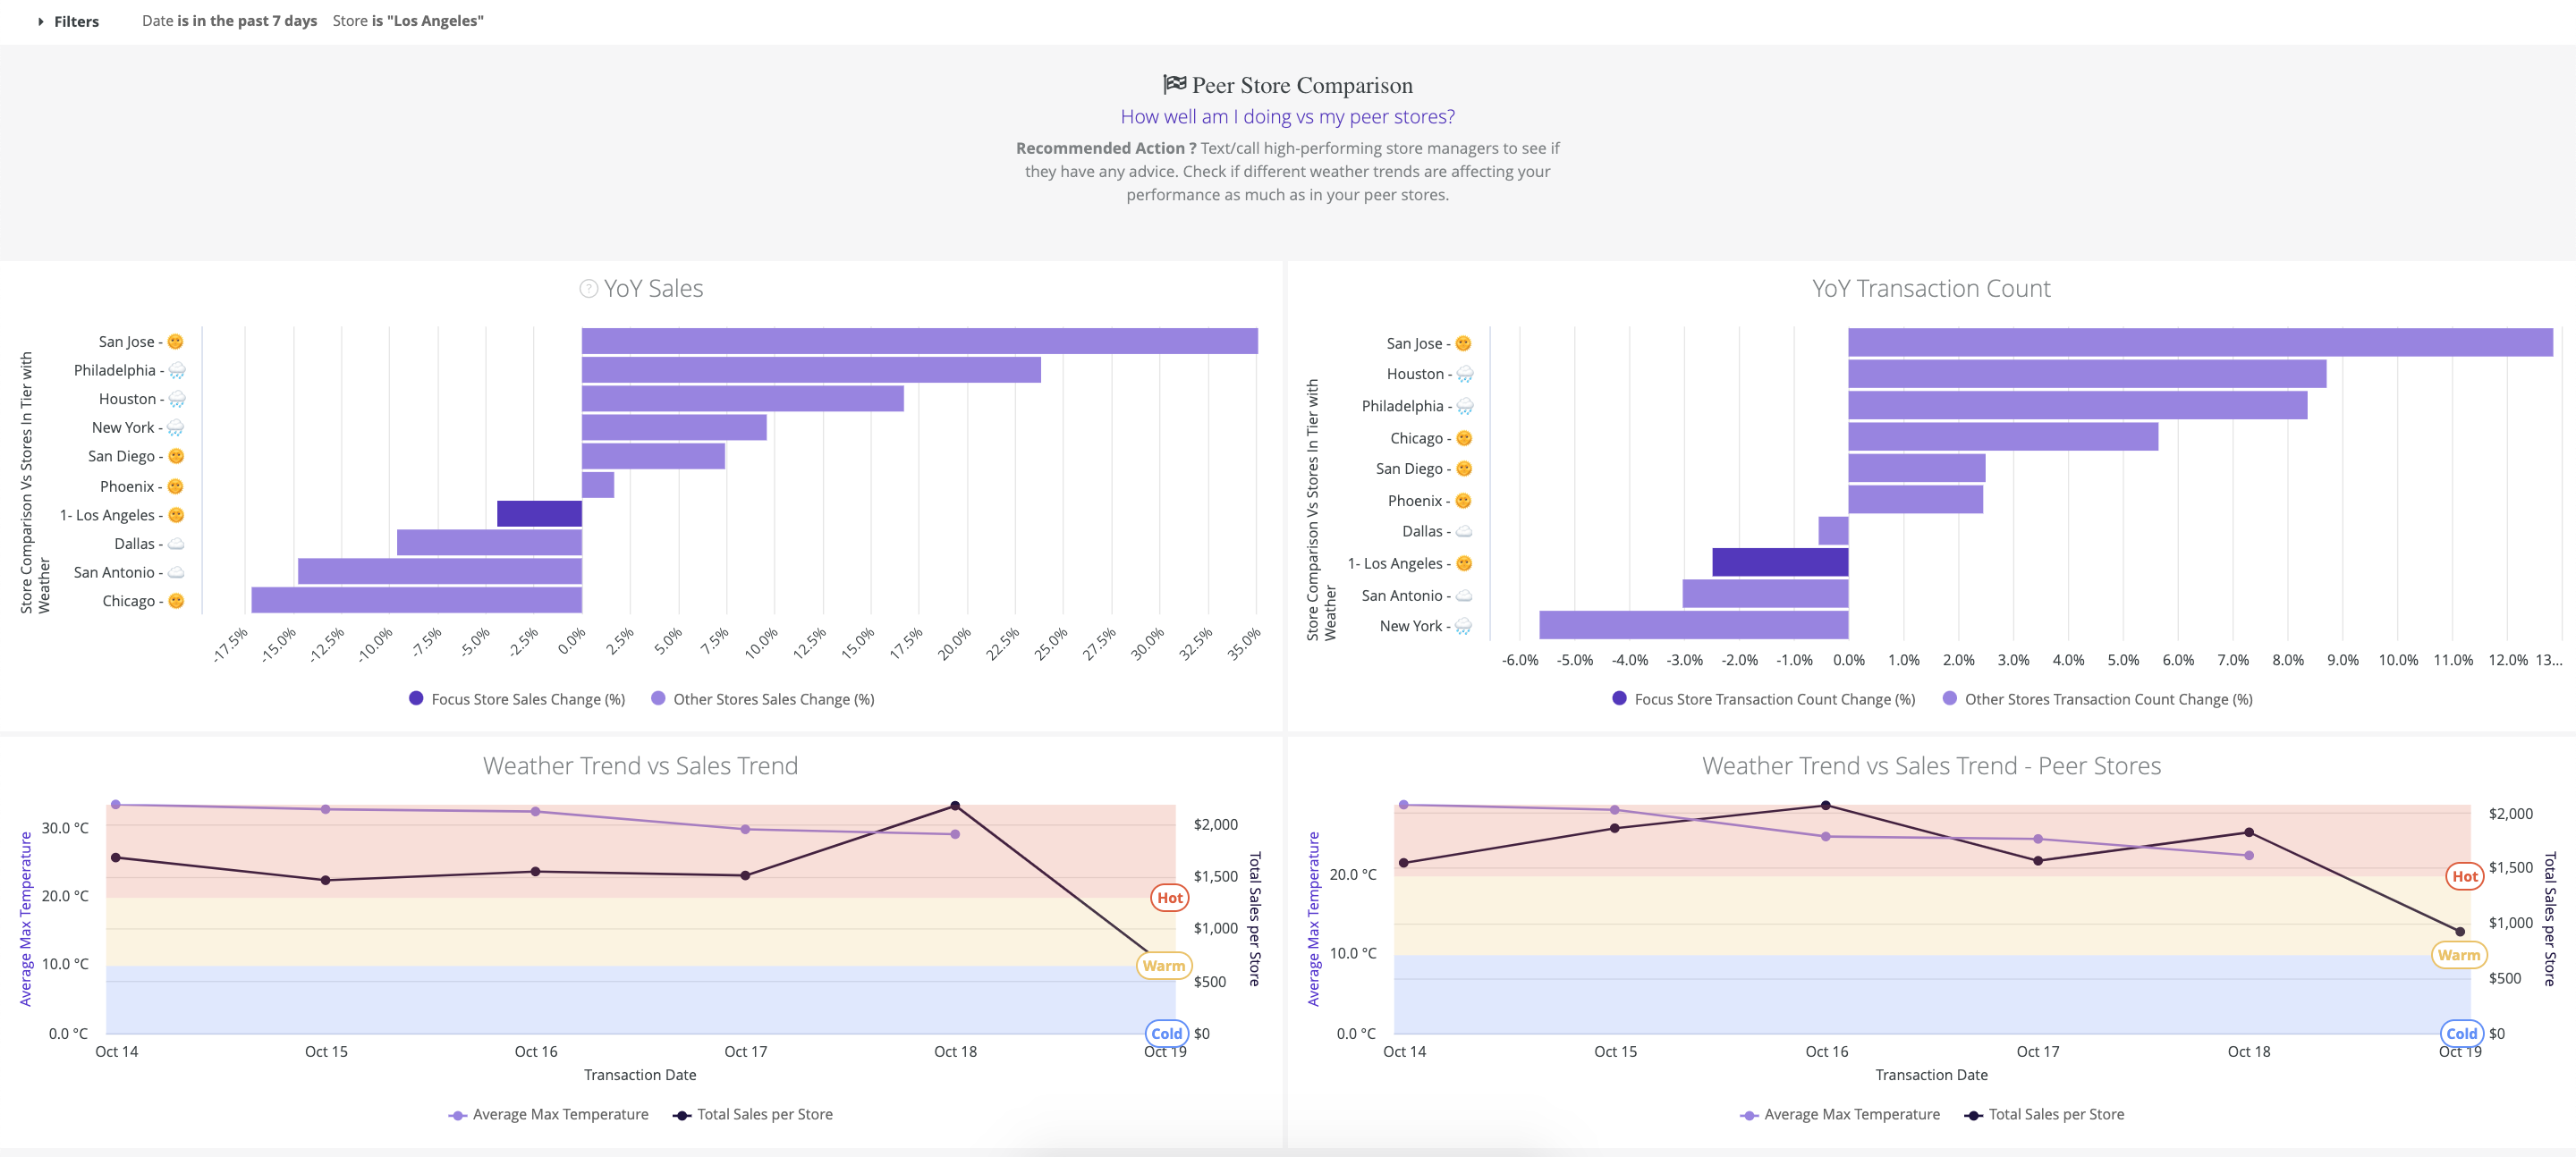 Filters Date is in the past 7 days Store is "Los Angeles"
Peer Store Comparison
How well am I doing vs my peer stores?
Recommended Action ? Text/call high-performing store managers to see if
they have any advice. Check if different weather trends are affecting your
performance as much as in your peer stores.
? YoY Sales
Store Comparison Vs Stores In Tier with
Weather
San Jose -
Philadelphia -
Houston -
New York -
San Diego -
Phoenix -
1- Los Angeles -
Dallas -
San Antonio -
Chicago -
-17.5% -15.0% -12.5% -10.0% -7.5% -5.0% -2.5% 0.0% 2.5% 5.0% 7.5% 10.0% 12.5% 15.0% 17.5% 20.0% 22.5% 25.0% 27.5% 30.0% 32.5% 35.0%
Focus Store Sales Change (%) Other Stores Sales Change (%)
YoY Transaction Count
Store Comparison Vs Stores In Tier with
Weather
San Jose -
Houston -
Philadelphia -
Chicago -
San Diego -
Phoenix -
Dallas -
1- Los Angeles -
San Antonio -
New York -
-6.0% -5.0% -4.0% -3.0% -2.0% -1.0% 0.0% 1.0% 2.0% 3.0% 4.0% 5.0% 6.0% 7.0% 8.0% 9.0% 10.0% 11.0% 12.0% 13...
Focus Store Transaction Count Change (%) Other Stores Transaction Count Change (%)
Weather Trend vs Sales Trend
Average Max Temperature
30.0 °C
20.0 °C
10.0 °C
0.0 °C
$2,000
$1,500
$1,000
$500
$0
Total Sales per Store
Hot
Warm
Cold
Oct 14 Oct 15 Oct 16 Oct 17 Oct 18 Oct 19
Transaction Date
Average Max Temperature Total Sales per Store
Weather Trend vs Sales Trend - Peer Stores
Average Max Temperature
20.0 °C
10.0 °C
0.0 °C
$2,000
$1,500
$1,000
$500
$0
Total Sales per Store
Hot
Warm
Cold
Oct 14 Oct 15 Oct 16 Oct 17 Oct 18 Oct 19
Transaction Date
Average Max Temperature Total Sales per Store